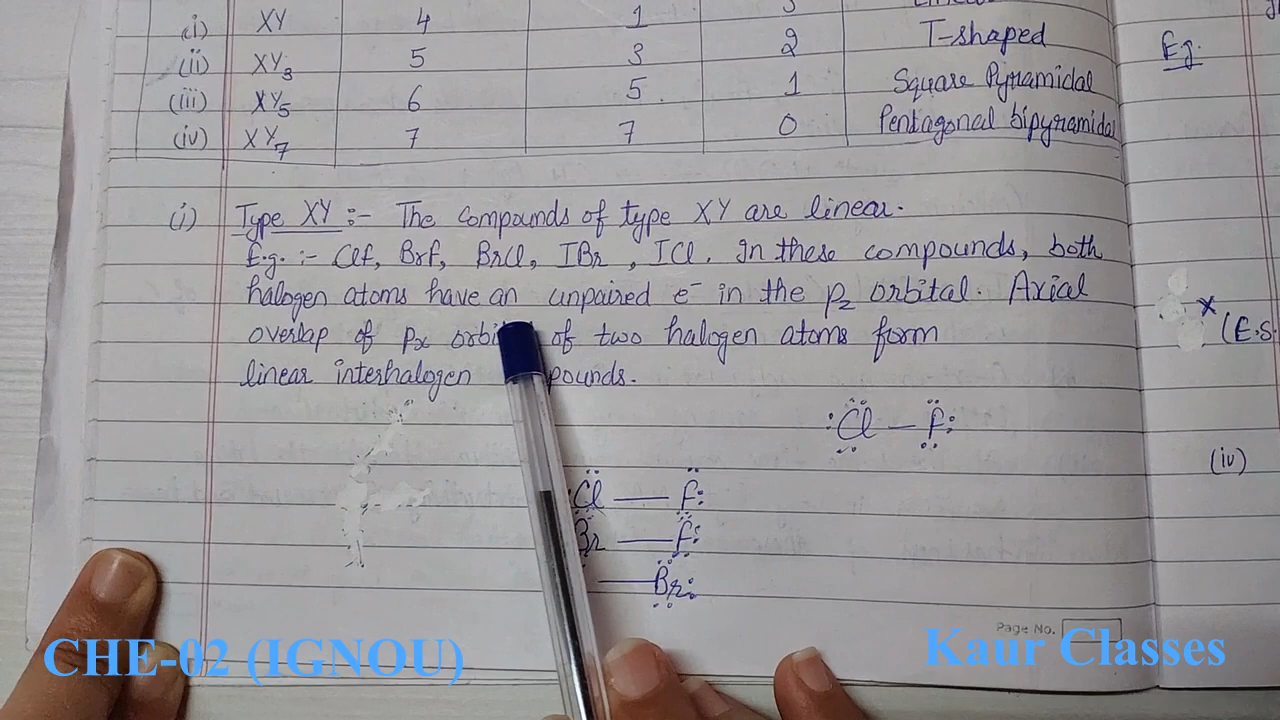 (i) XY 4 1 3 Linear
(ii) XY₃ 5 3 2 T-shaped
(iii) XY₅ 6 5 1 Square Pyramidal
(iv) XY₇ 7 7 0 Pentagonal bipyramidal
Eg.
(i) Type XY :- The compounds of type XY are linear.
E.g. :- ClF, BrF, BrCl, IBr, ICl. In these compounds, both
halogen atoms have an unpaired e⁻ in the pz orbital. Axial
overlap of px of two halogen atoms form
linear interhalogen
Cl — F
Cl — F
Br — F
— Br
x
(E.S
(iv)
Page No.
CHE-02 (IGNOU)
Kaur Classes